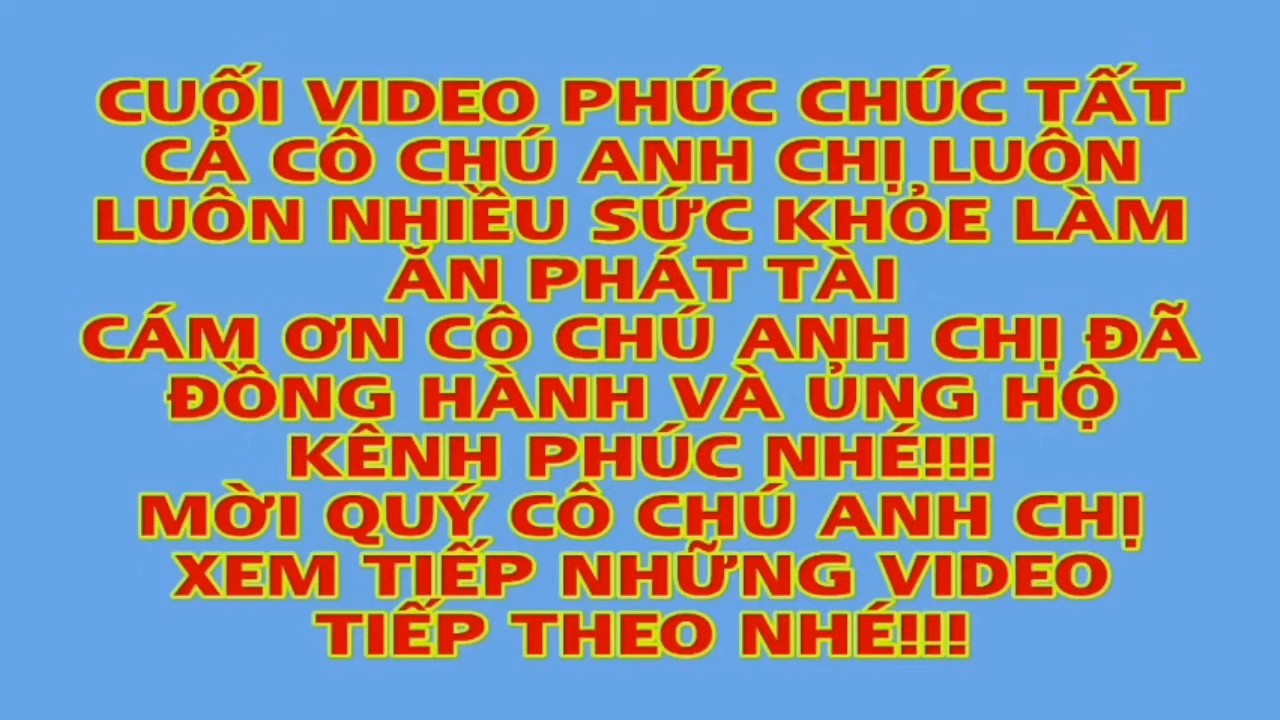 CUỐI VIDEO PHÚC CHÚC TẤT
CẢ CÔ CHÚ ANH CHỊ LUÔN
LUÔN NHIỀU SỨC KHỎE LÀM
ĂN PHÁT TÀI
CÁM ƠN CÔ CHÚ ANH CHỊ ĐÃ
ĐỒNG HÀNH VÀ ỦNG HỘ
KÊNH PHÚC NHÉ!!!
MỜI QUÝ CÔ CHÚ ANH CHỊ
XEM TIẾP NHỮNG VIDEO
TIẾP THEO NHÉ!!!